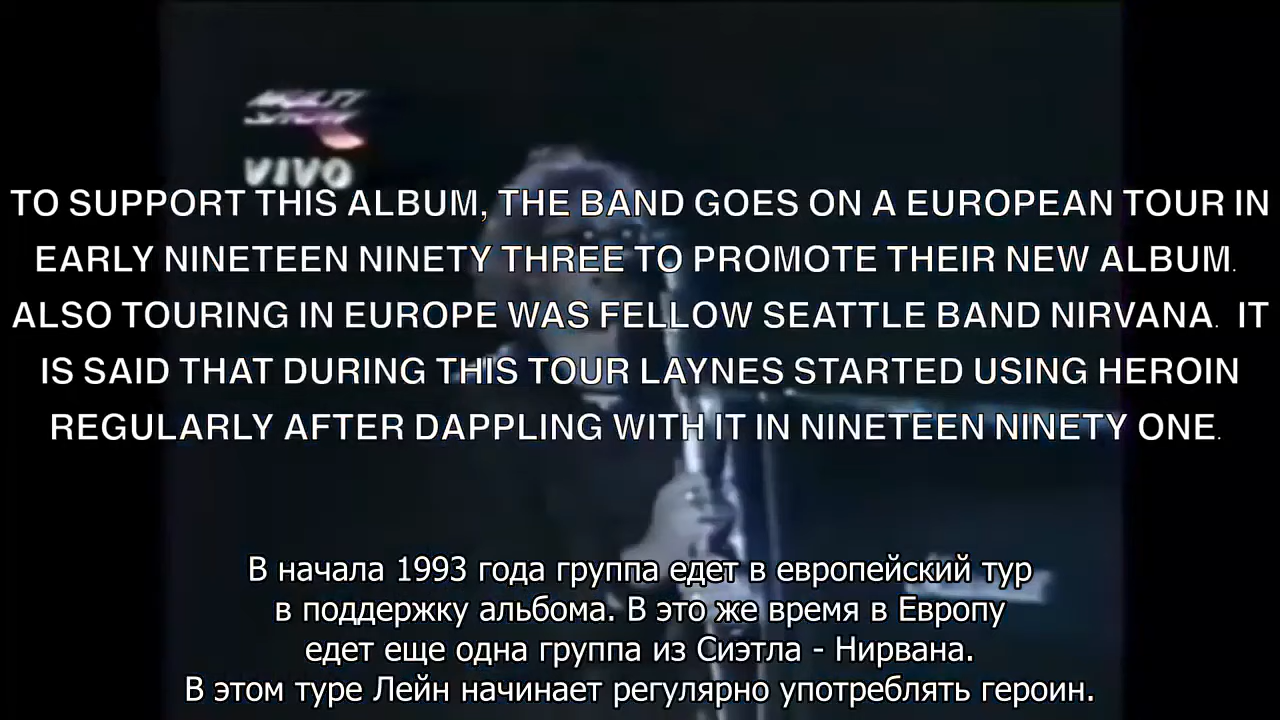 MULTI
SHOW
VIVO
TO SUPPORT THIS ALBUM, THE BAND GOES ON A EUROPEAN TOUR IN
EARLY NINETEEN NINETY THREE TO PROMOTE THEIR NEW ALBUM.
ALSO TOURING IN EUROPE WAS FELLOW SEATTLE BAND NIRVANA. IT
IS SAID THAT DURING THIS TOUR LAYNES STARTED USING HEROIN
REGULARLY AFTER DAPPLING WITH IT IN NINETEEN NINETY ONE.
В начала 1993 года группа едет в европейский тур
в поддержку альбома. В это же время в Европу
едет еще одна группа из Сиэтла - Нирвана.
В этом туре Лейн начинает регулярно употреблять героин.